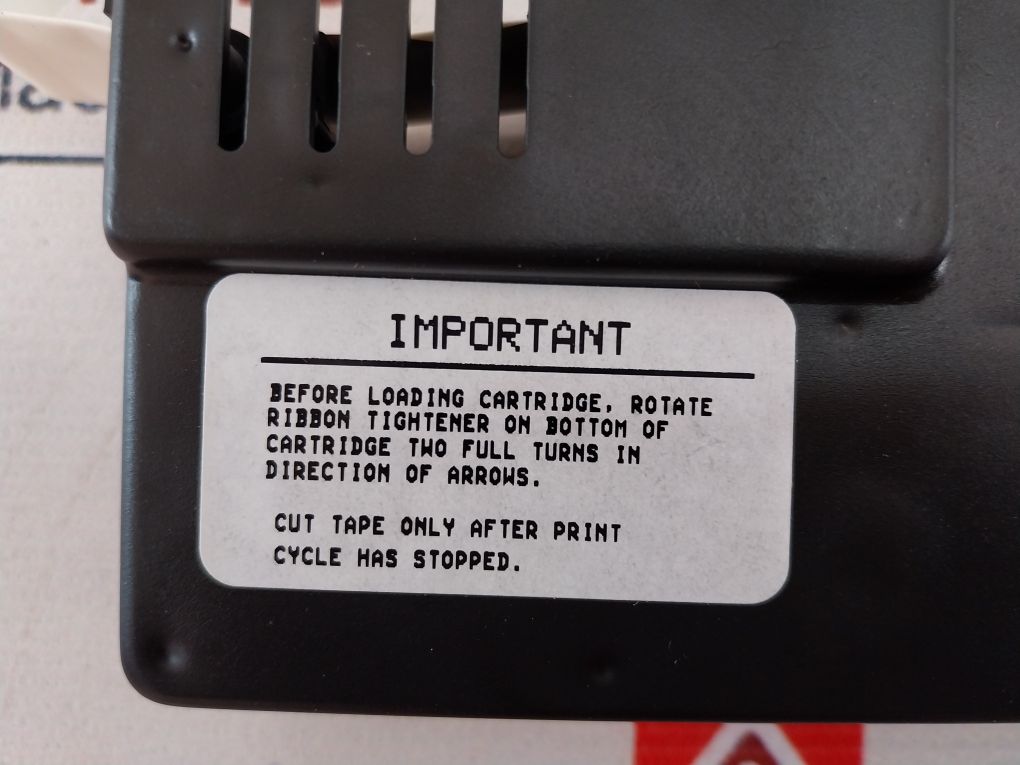 IMPORTANT
BEFORE LOADING CARTRIDGE, ROTATE
RIBBON TIGHTENER ON BOTTOM OF
CARTRIDGE TWO FULL TURNS IN
DIRECTION OF ARROWS.
CUT TAPE ONLY AFTER PRINT
CYCLE HAS STOPPED.